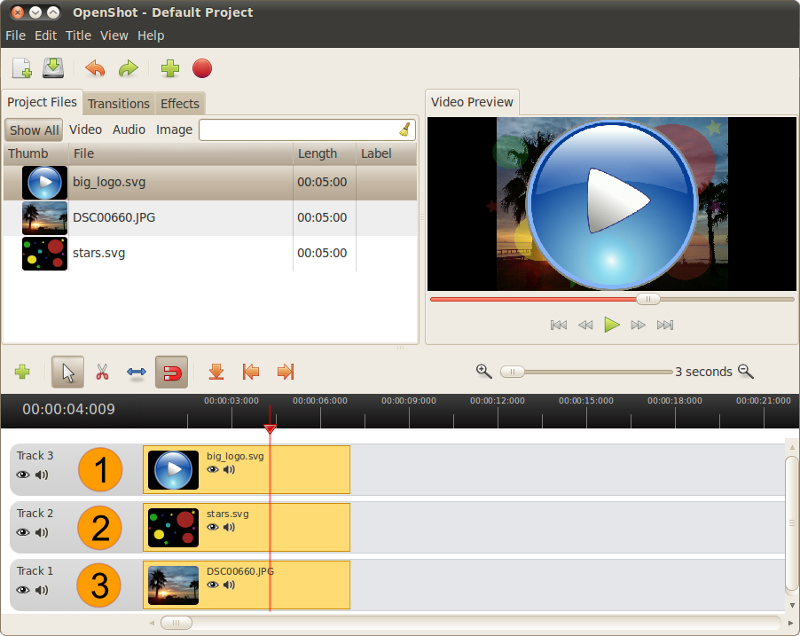 OpenShot - Default Project
File Edit Title View Help
Project Files Transitions Effects
Show All Video Audio Image
Thumb File Length Label
big_logo.svg 00:05:00
DSC00660.JPG 00:05:00
stars.svg 00:05:00
Video Preview
3 seconds
00:00:04:009
00:00:03:000 00:00:06:000 00:00:09:000 00:00:12:000 00:00:15:000 00:00:18:000 00:00:21:000
Track 3 1 big_logo.svg
Track 2 2 stars.svg
Track 1 3 DSC00660.JPG